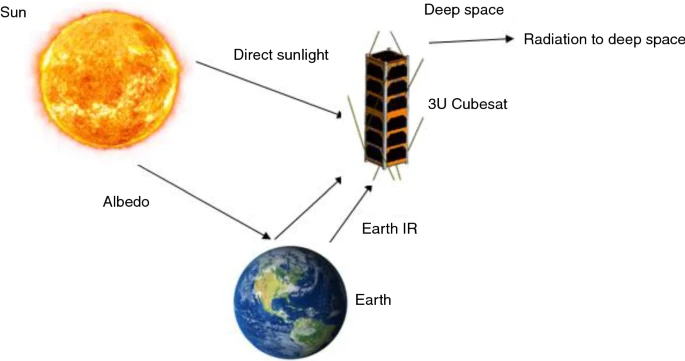 Sun
Deep space
Radiation to deep space
Direct sunlight
3U Cubesat
Albedo
Earth IR
Earth